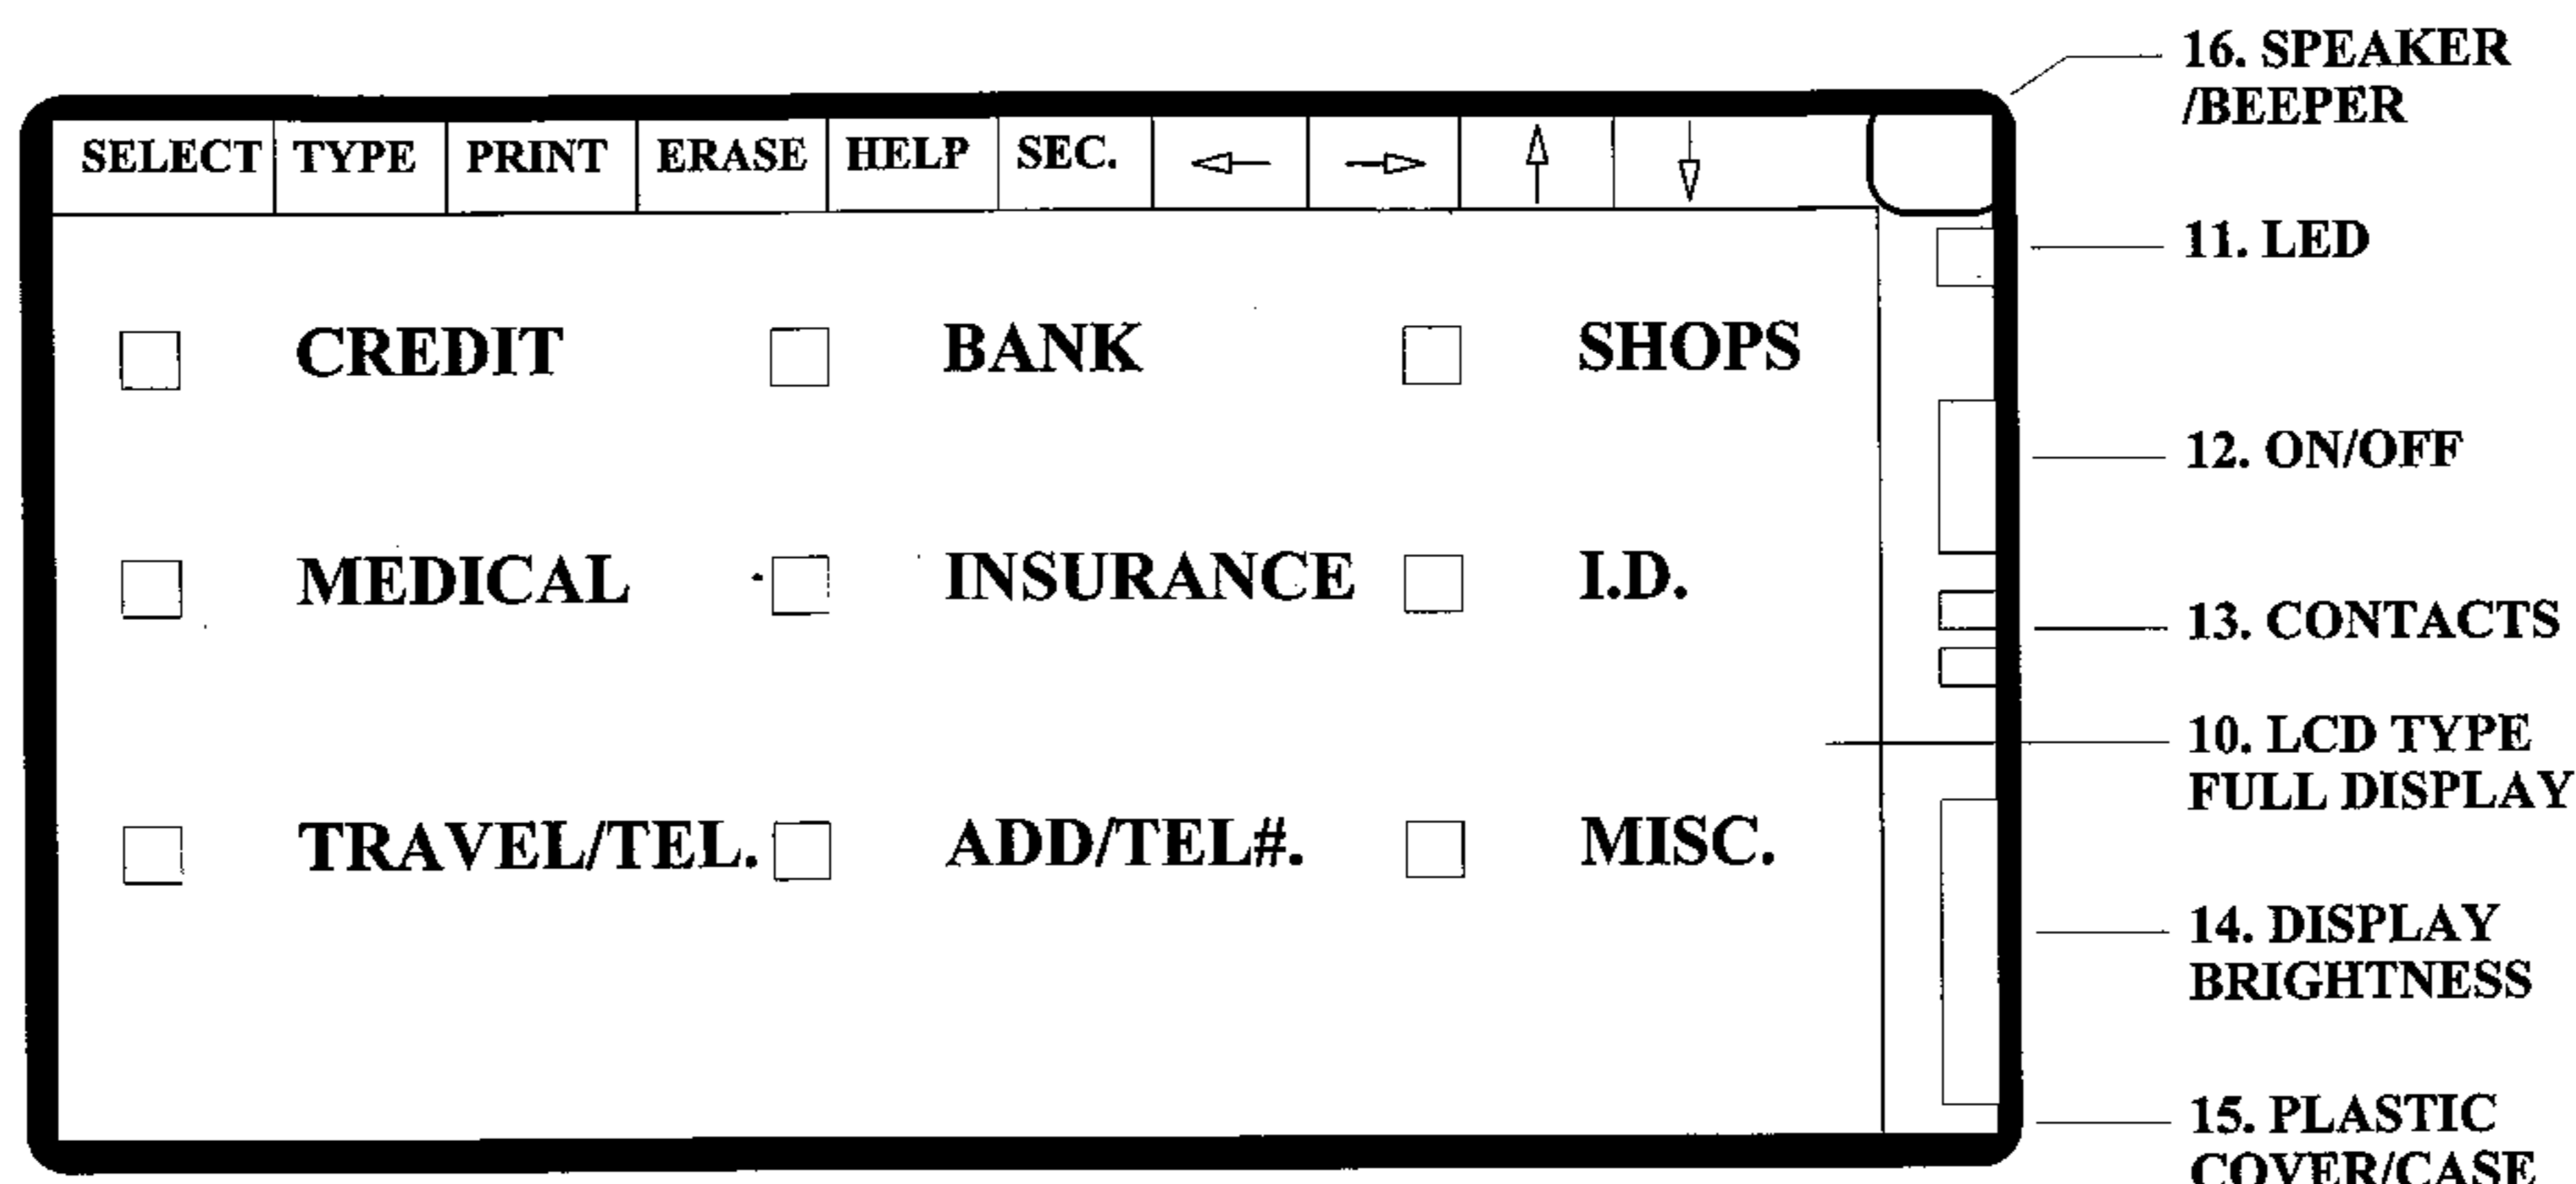 16. SPEAKER
/BEEPER
SELECT TYPE PRINT ERASE HELP SEC.
11. LED
CREDIT BANK SHOPS
12. ON/OFF
MEDICAL INSURANCE I.D.
13. CONTACTS
10. LCD TYPE
FULL DISPLAY
TRAVEL/TEL. ADD/TEL#. MISC.
14. DISPLAY
BRIGHTNESS
15. PLASTIC
COVER/CASE